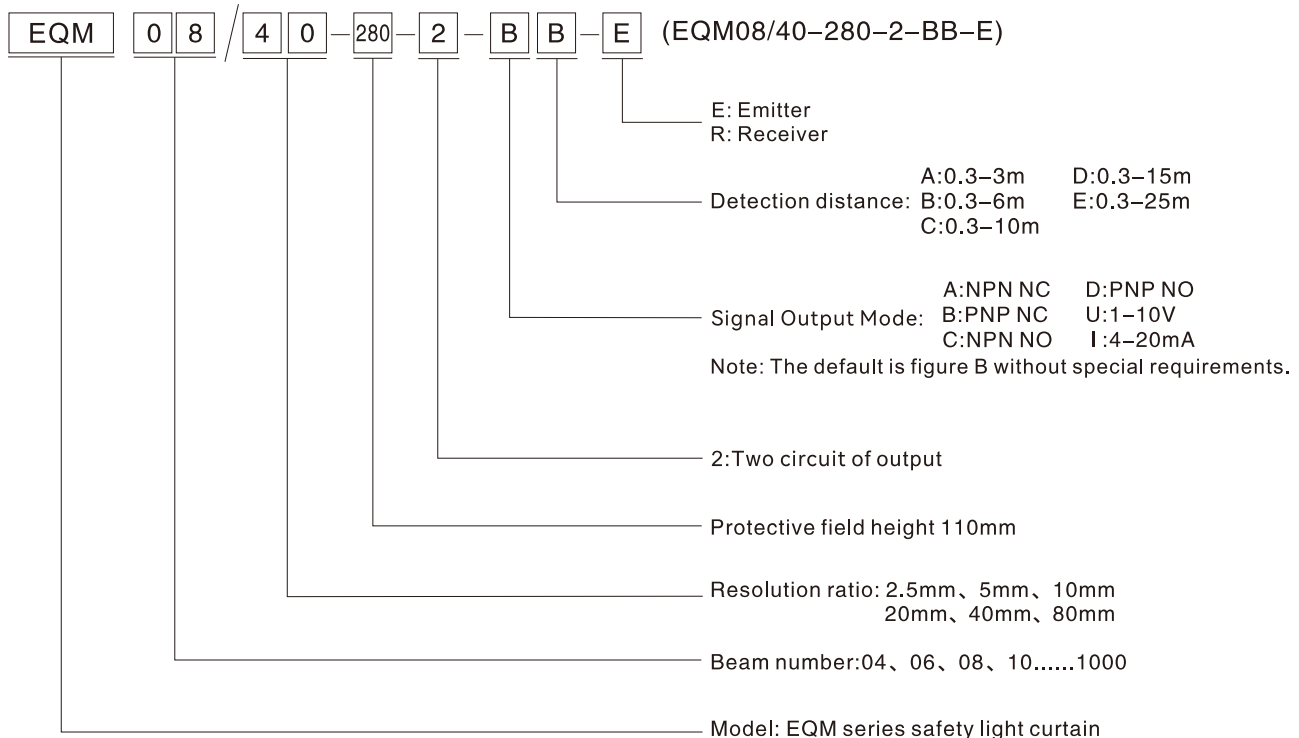 EQM 08/40-280-2-BB-E (EQM08/40-280-2-BB-E)
E: Emitter
R: Receiver
A:0.3-3m D:0.3-15m
Detection distance: B:0.3-6m E:0.3-25m
C:0.3-10m
A:NPN NC D:PNP NO
Signal Output Mode: B:PNP NC U:1-10V
C:NPN NO I:4-20mA
Note: The default is figure B without special requirements.
2:Two circuit of output
Protective field height 110mm
Resolution ratio: 2.5mm、5mm、10mm
20mm、40mm、80mm
Beam number:04、06、08、10......1000
Model: EQM series safety light curtain